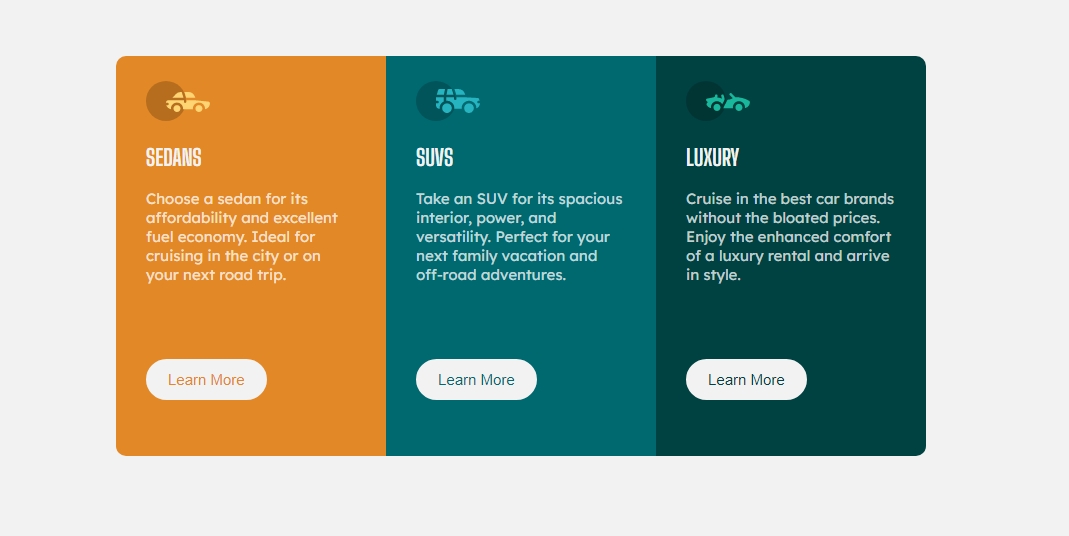 SEDANS
Choose a sedan for its
affordability and excellent
fuel economy. Ideal for
cruising in the city or on
your next road trip.
Learn More
SUVS
Take an SUV for its spacious
interior, power, and
versatility. Perfect for your
next family vacation and
off-road adventures.
Learn More
LUXURY
Cruise in the best car brands
without the bloated prices.
Enjoy the enhanced comfort
of a luxury rental and arrive
in style.
Learn More